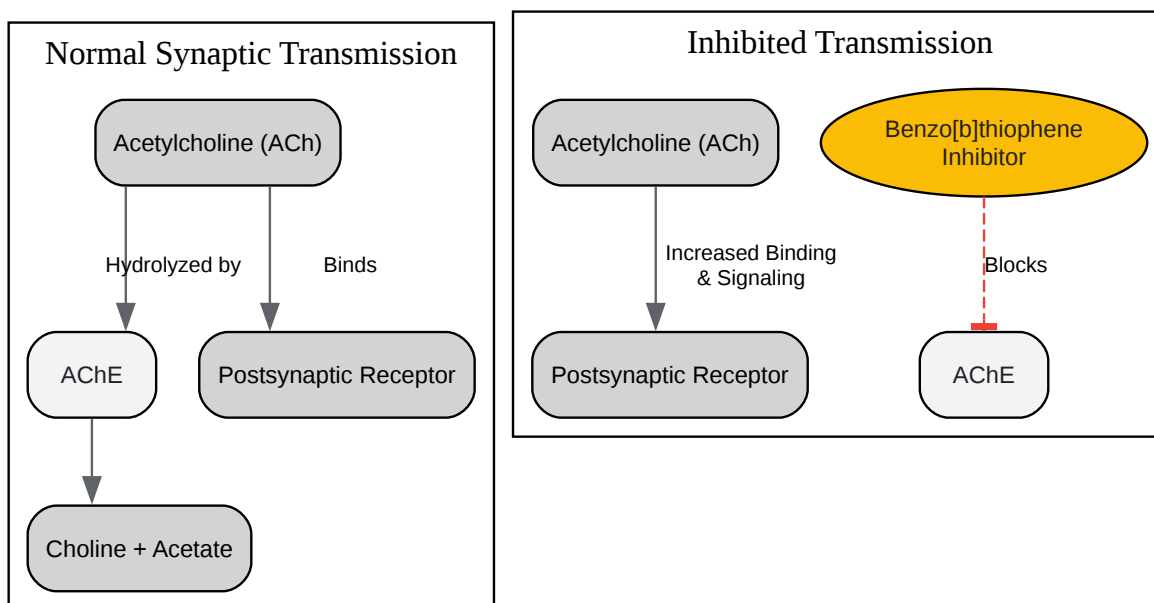 Normal Synaptic Transmission
Acetylcholine (ACh)
Hydrolyzed by
Binds
AChE
Postsynaptic Receptor
Choline + Acetate
Inhibited Transmission
Acetylcholine (ACh)
Benzo[b]thiophene
Inhibitor
Increased Binding
& Signaling
Blocks
Postsynaptic Receptor
AChE